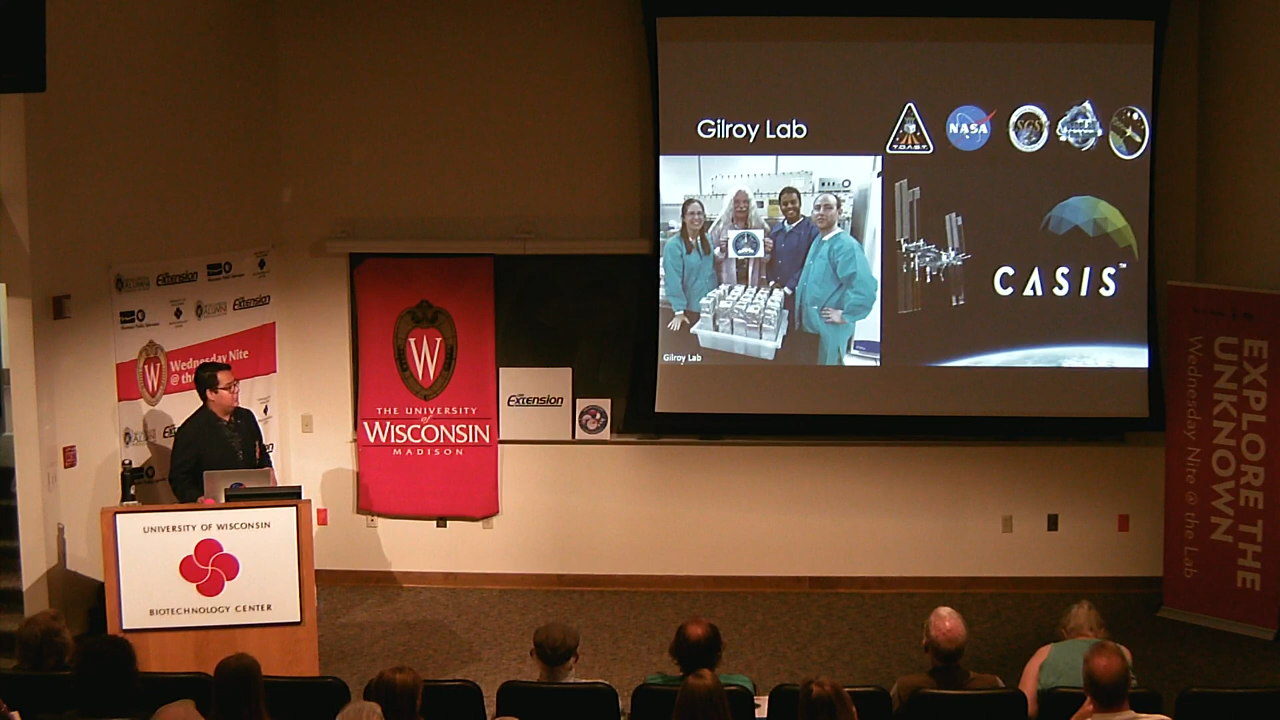 Gilroy Lab
T.O.A.S.T.
NASA
CASIS™
Gilroy Lab
Extension
Extension
Wednesday Nite
@ the
W
W
THE UNIVERSITY
of
WISCONSIN
MADISON
Extension
UNIVERSITY OF WISCONSIN
BIOTECHNOLOGY CENTER
EXPLORE THE
UNKNOWN
Wednesday Nite @ the Lab